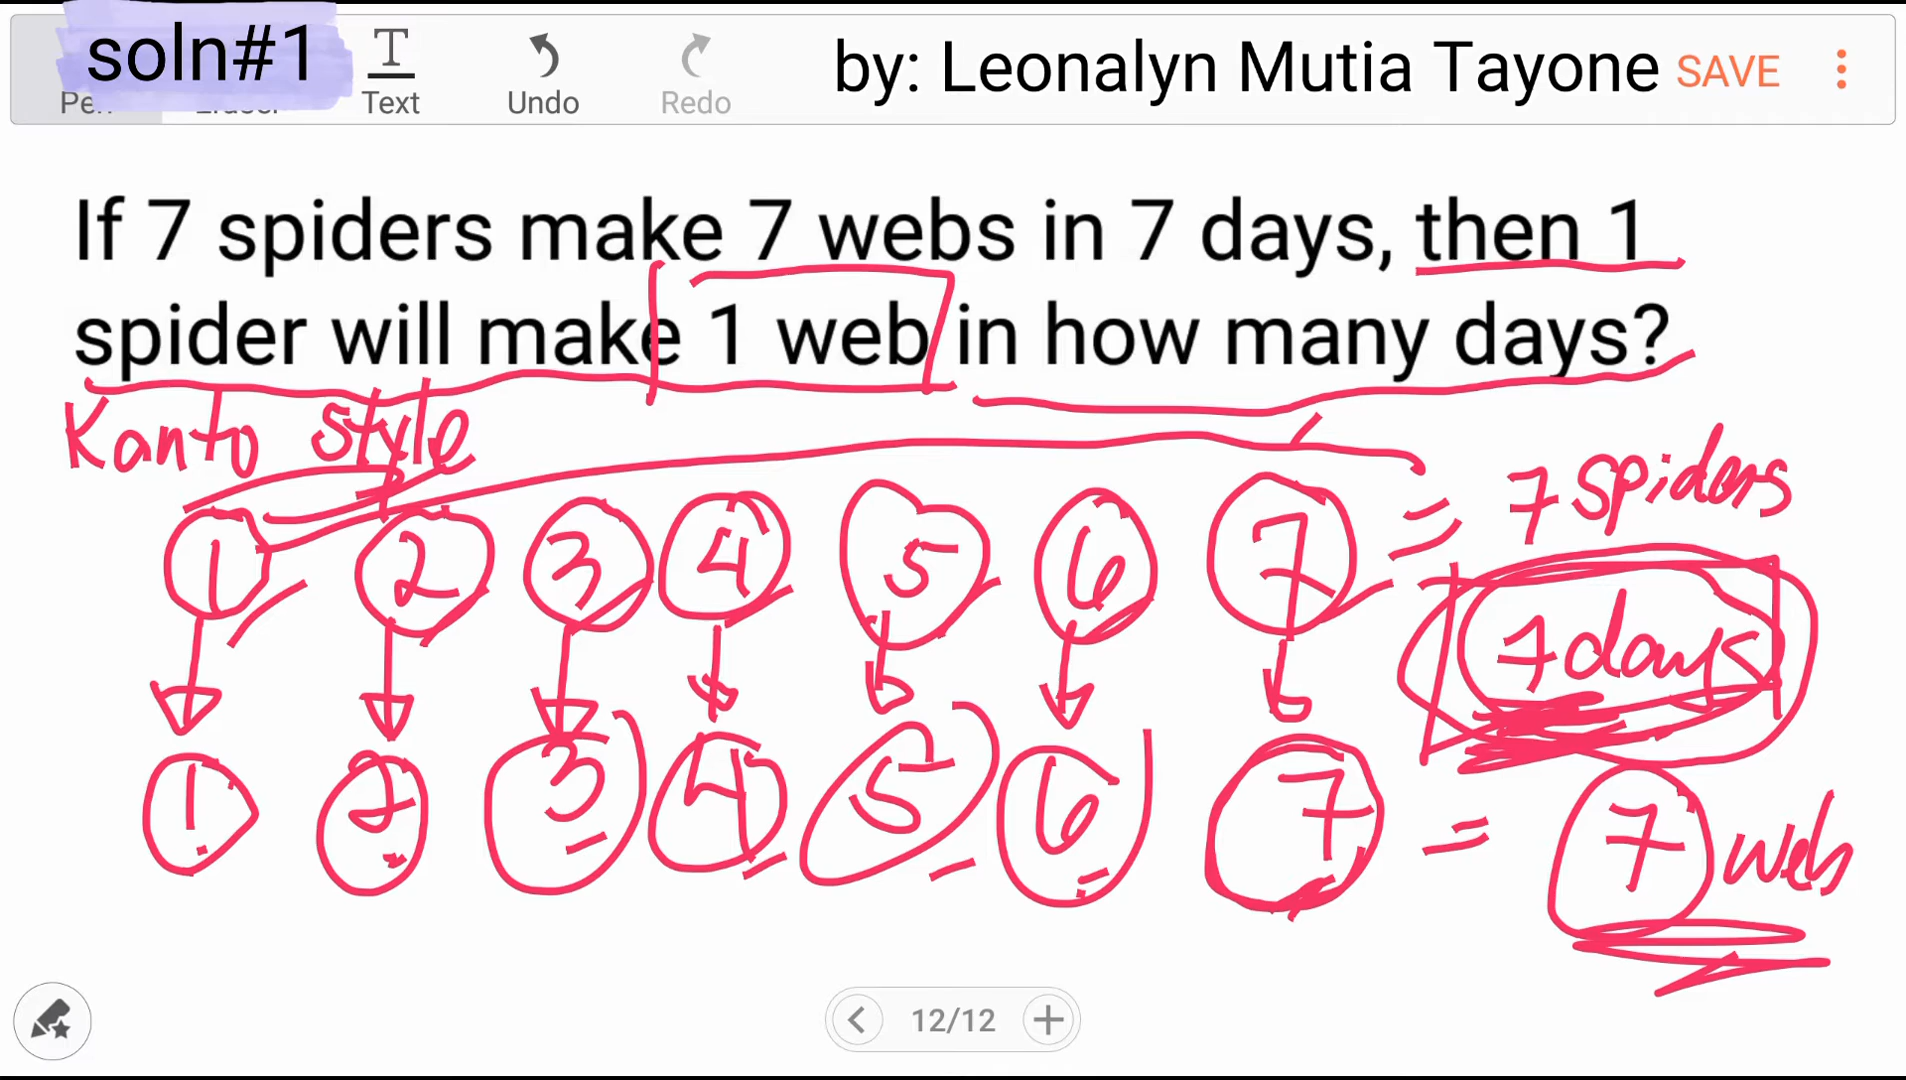 soln#1
Text
Undo
Redo
by: Leonalyn Mutia Tayone
SAVE
If 7 spiders make 7 webs in 7 days, then 1
spider will make 1 web in how many days?
Kanto style
1 2 3 4 5 6 7 = 7 spiders
7 days
1 2 3 4 5 6 7 = 7 web
12/12